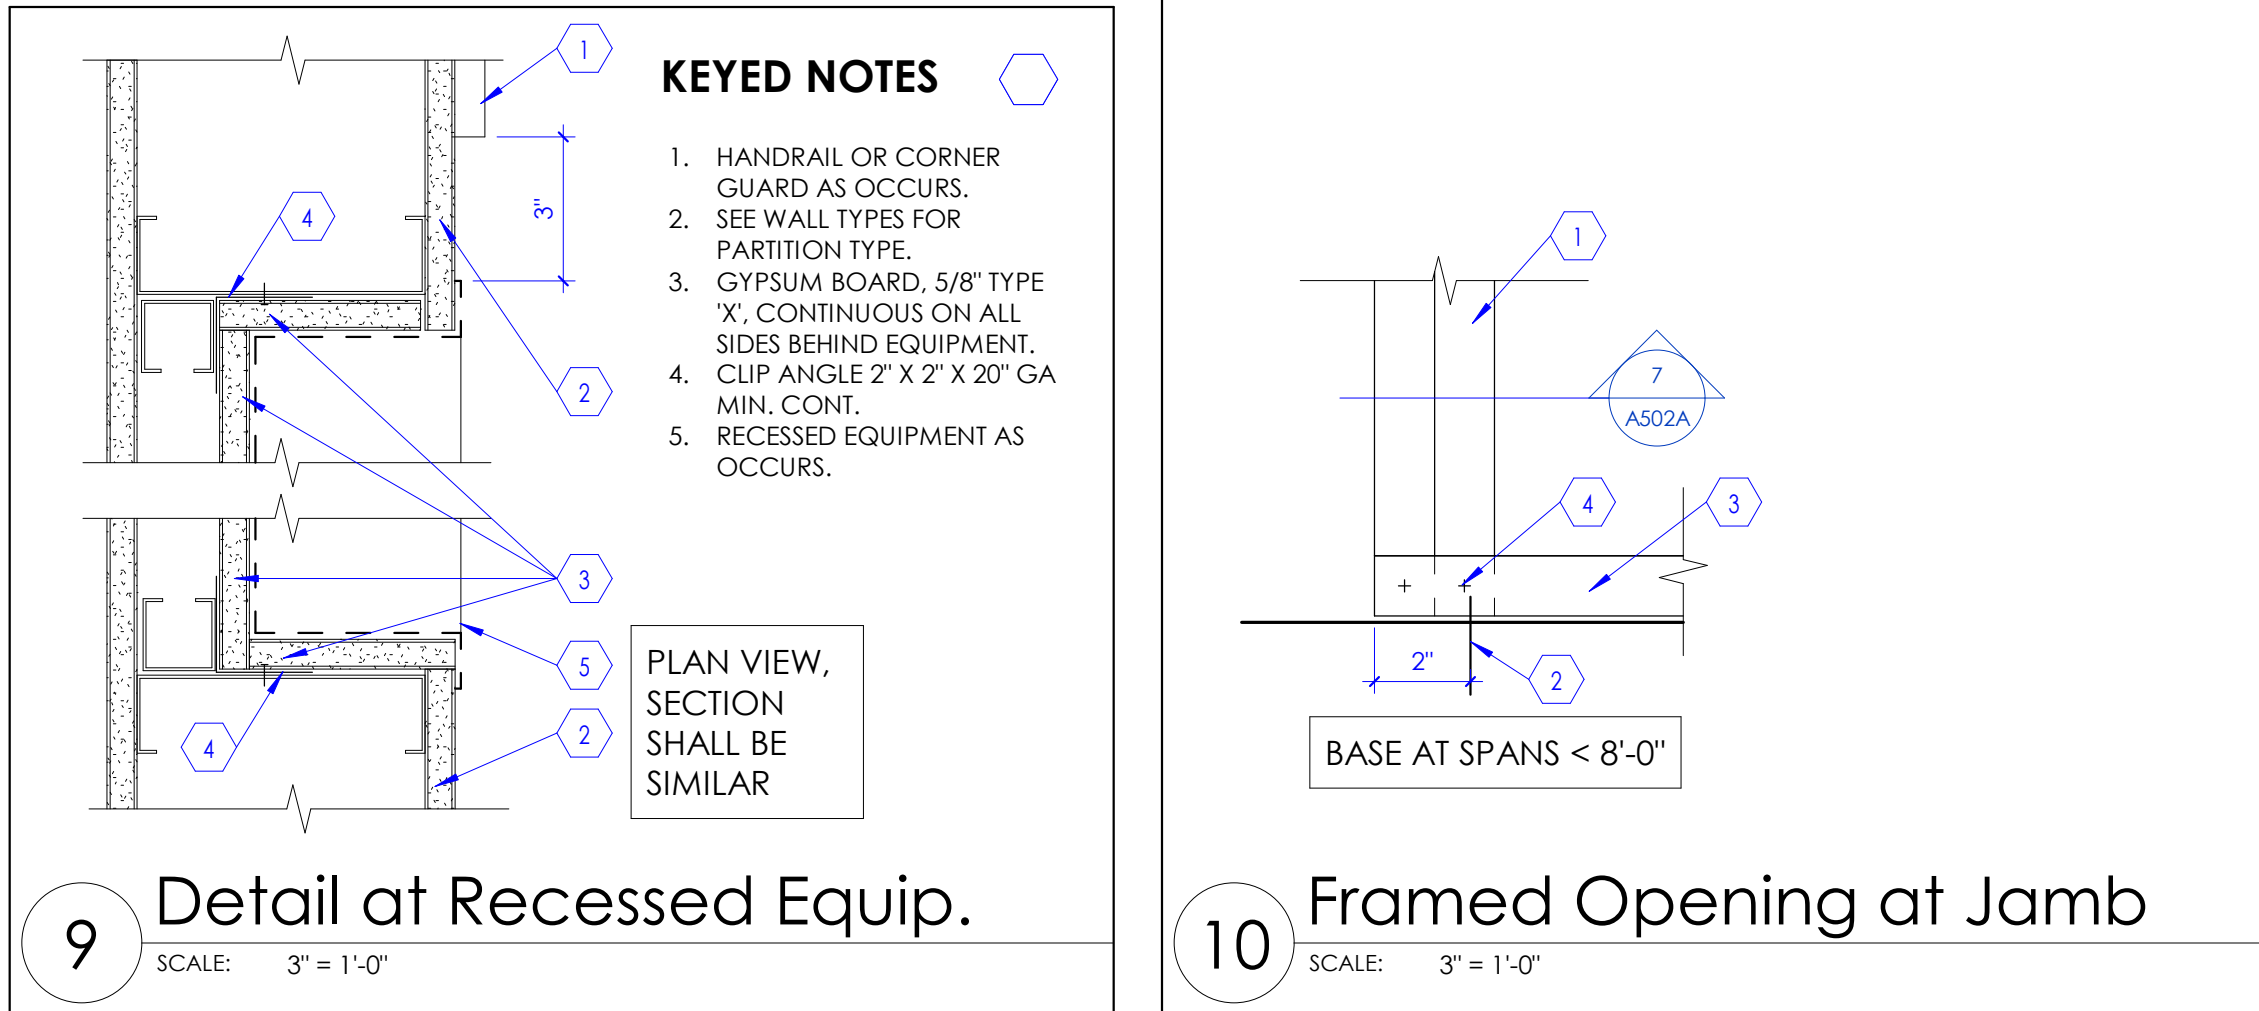 1
KEYED NOTES
1. HANDRAIL OR CORNER
GUARD AS OCCURS.
2. SEE WALL TYPES FOR
PARTITION TYPE.
3. GYPSUM BOARD, 5/8" TYPE
'X', CONTINUOUS ON ALL
SIDES BEHIND EQUIPMENT.
4. CLIP ANGLE 2" X 2" X 20" GA
MIN. CONT.
5. RECESSED EQUIPMENT AS
OCCURS.
4
3"
2
3
5
2
4
PLAN VIEW,
SECTION
SHALL BE
SIMILAR
9
Detail at Recessed Equip.
SCALE: 3" = 1'-0"
1
7
A502A
4
3
2"
2
BASE AT SPANS < 8'-0"
10
Framed Opening at Jamb
SCALE: 3" = 1'-0"